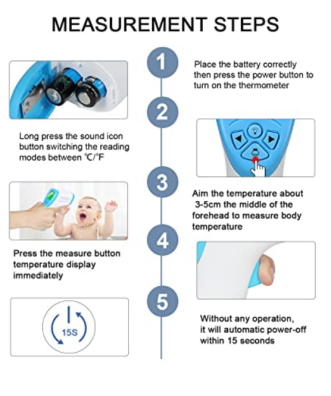 MEASUREMENT STEPS
1
Place the battery correctly
then press the power button to
turn on the thermometer
2
Long press the sound icon
button switching the reading
modes between °C/°F
3
Aim the temperature about
3-5cm the middle of the
forehead to measure body
temperature
4
Press the measure button
temperature display
immediately
5
15S
Without any operation,
it will automatic power-off
within 15 seconds